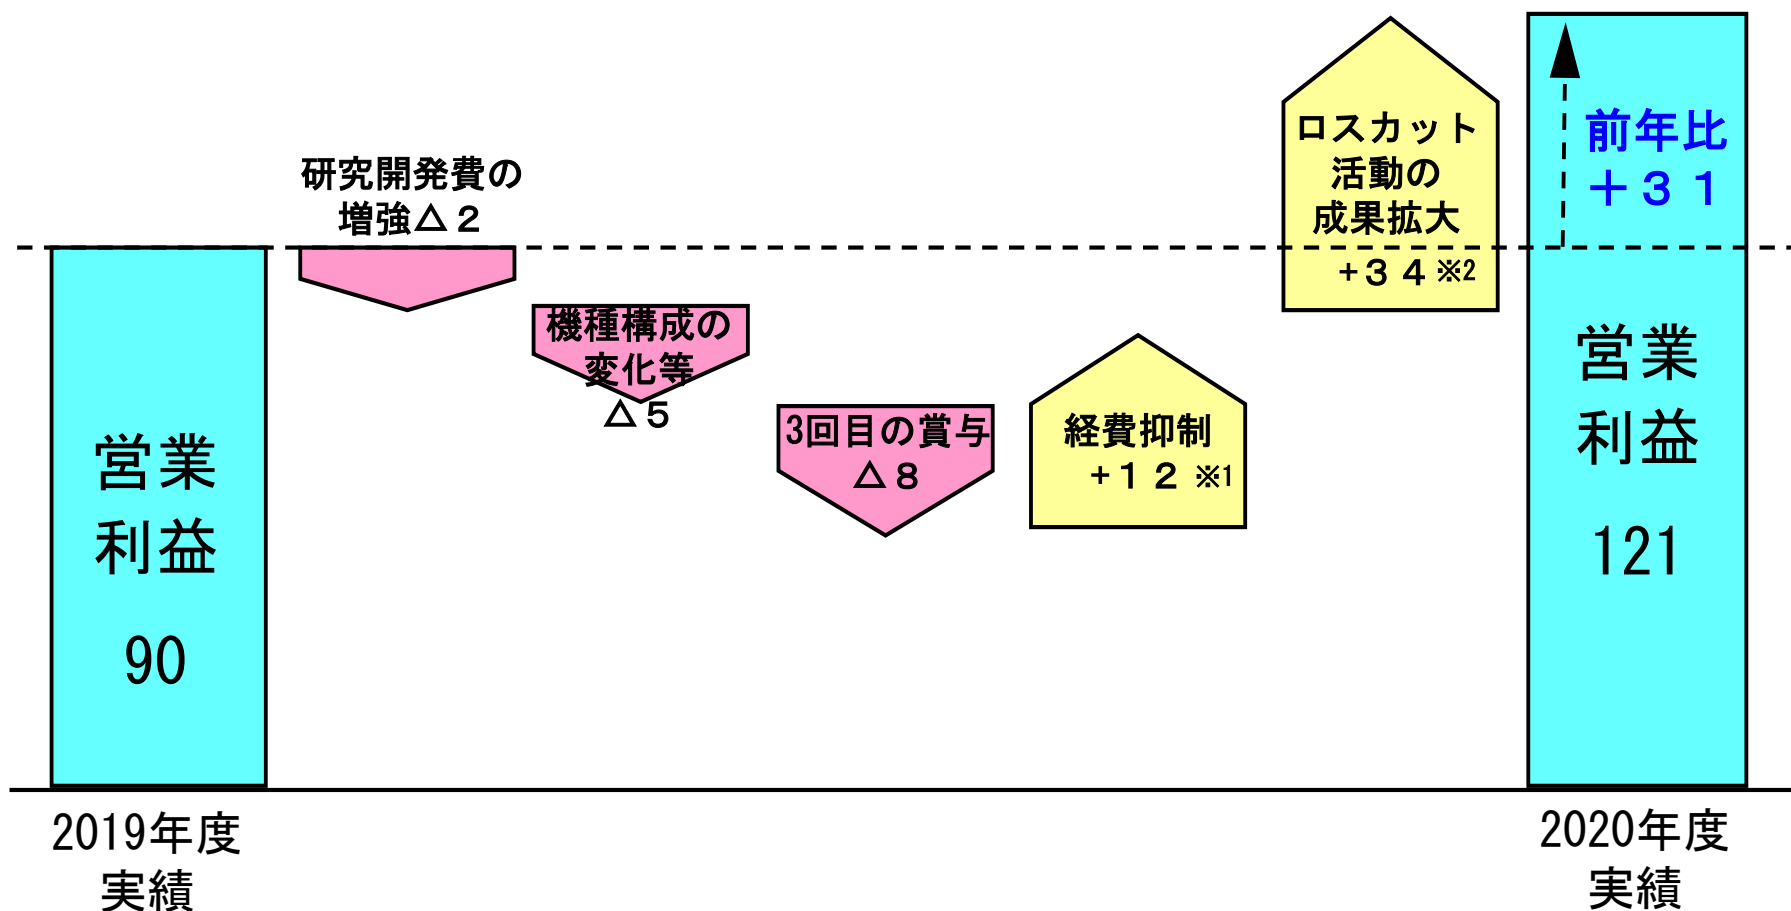 営業
利益
90
2019年度
実績
研究開発費の
増強△2
機種構成の
変化等
△5
3回目の賞与
△8
経費抑制
+12※1
ロスカット
活動の
成果拡大
+34※2
前年比
+31
営業
利益
121
2020年度
実績